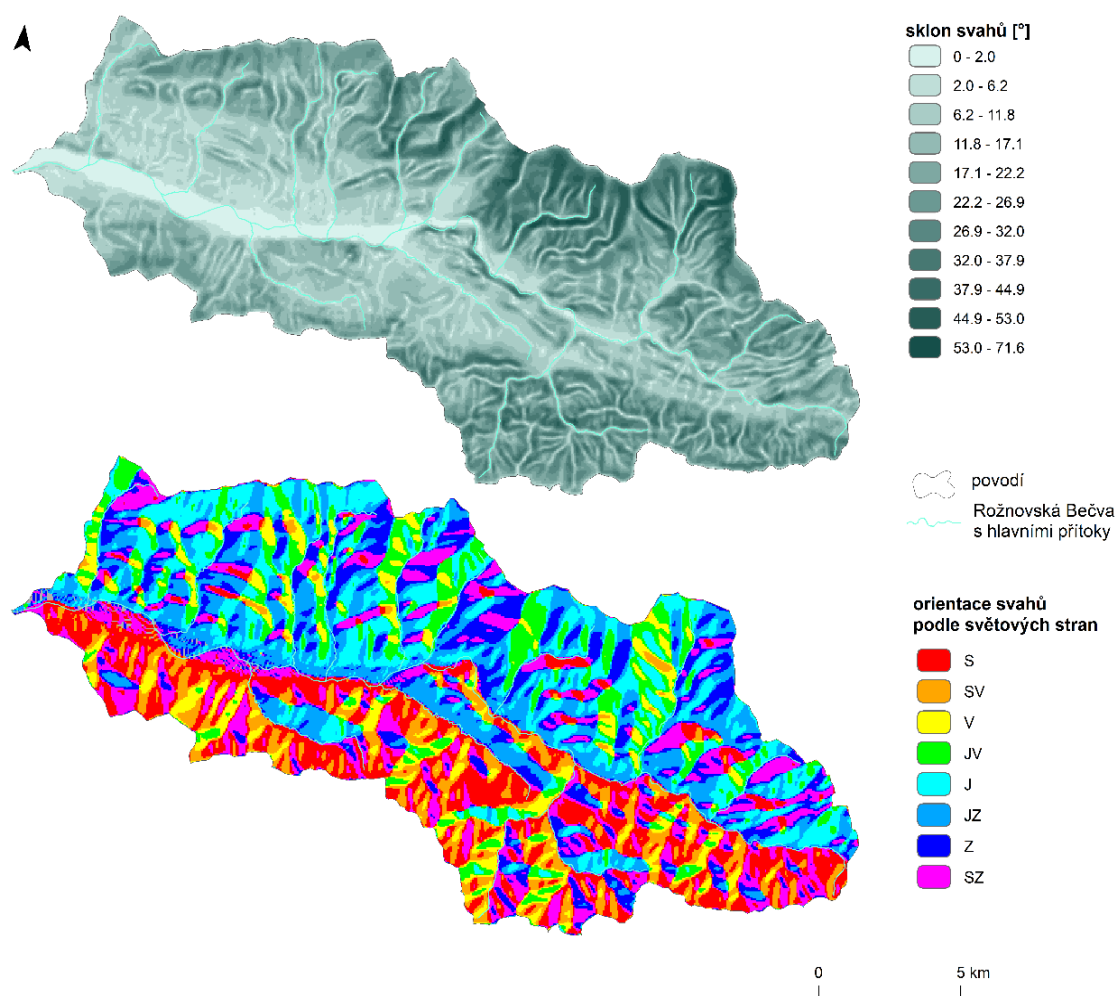 sklon svahů [°]
0 - 2.0
2.0 - 6.2
6.2 - 11.8
11.8 - 17.1
17.1 - 22.2
22.2 - 26.9
26.9 - 32.0
32.0 - 37.9
37.9 - 44.9
44.9 - 53.0
53.0 - 71.6
povodí
Rožnovská Bečva
s hlavními přítoky
orientace svahů
podle světových stran
S
SV
V
JV
J
JZ
Z
SZ
0 5 km